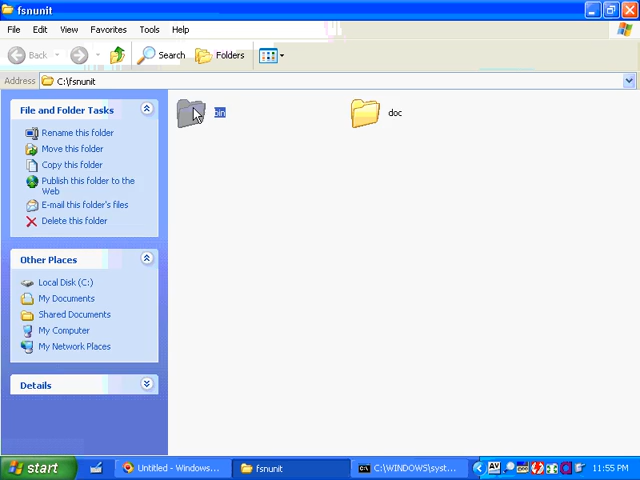 fsnunit
File Edit View Favorites Tools Help
Back Search Folders
Address C:\fsnunit
File and Folder Tasks
Rename this folder
Move this folder
Copy this folder
Publish this folder to the
Web
E-mail this folder's files
Delete this folder
Other Places
Local Disk (C:)
My Documents
Shared Documents
My Computer
My Network Places
Details
bin
doc
start Untitled - Windows... fsnunit C:\WINDOWS\syst... AV 11:55 PM